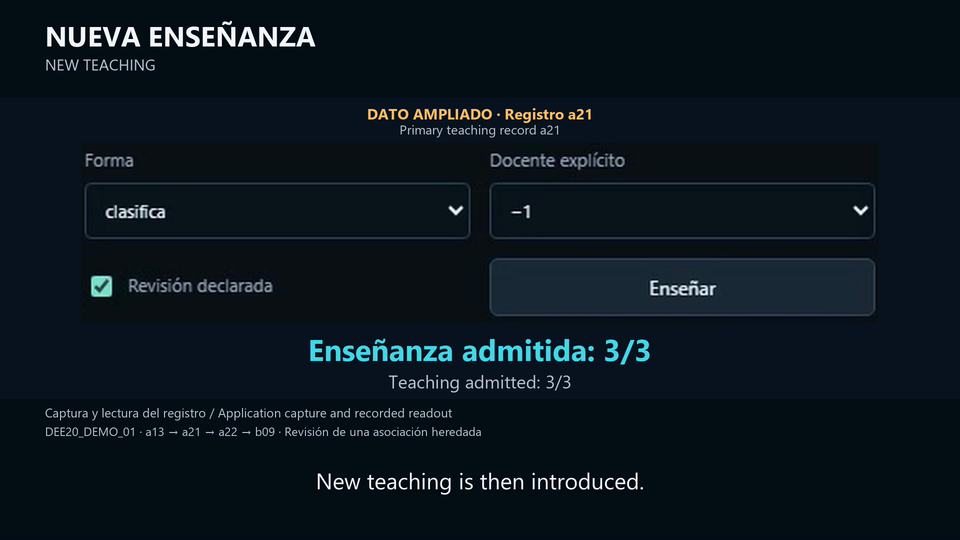 NUEVA ENSEÑANZA
NEW TEACHING
DATO AMPLIADO · Registro a21
Primary teaching record a21
Forma
Docente explícito
clasifica
−1
Revisión declarada
Enseñar
Enseñanza admitida: 3/3
Teaching admitted: 3/3
Captura y lectura del registro / Application capture and recorded readout
DEE20_DEMO_01 · a13 → a21 → a22 → b09 · Revisión de una asociación heredada
New teaching is then introduced.